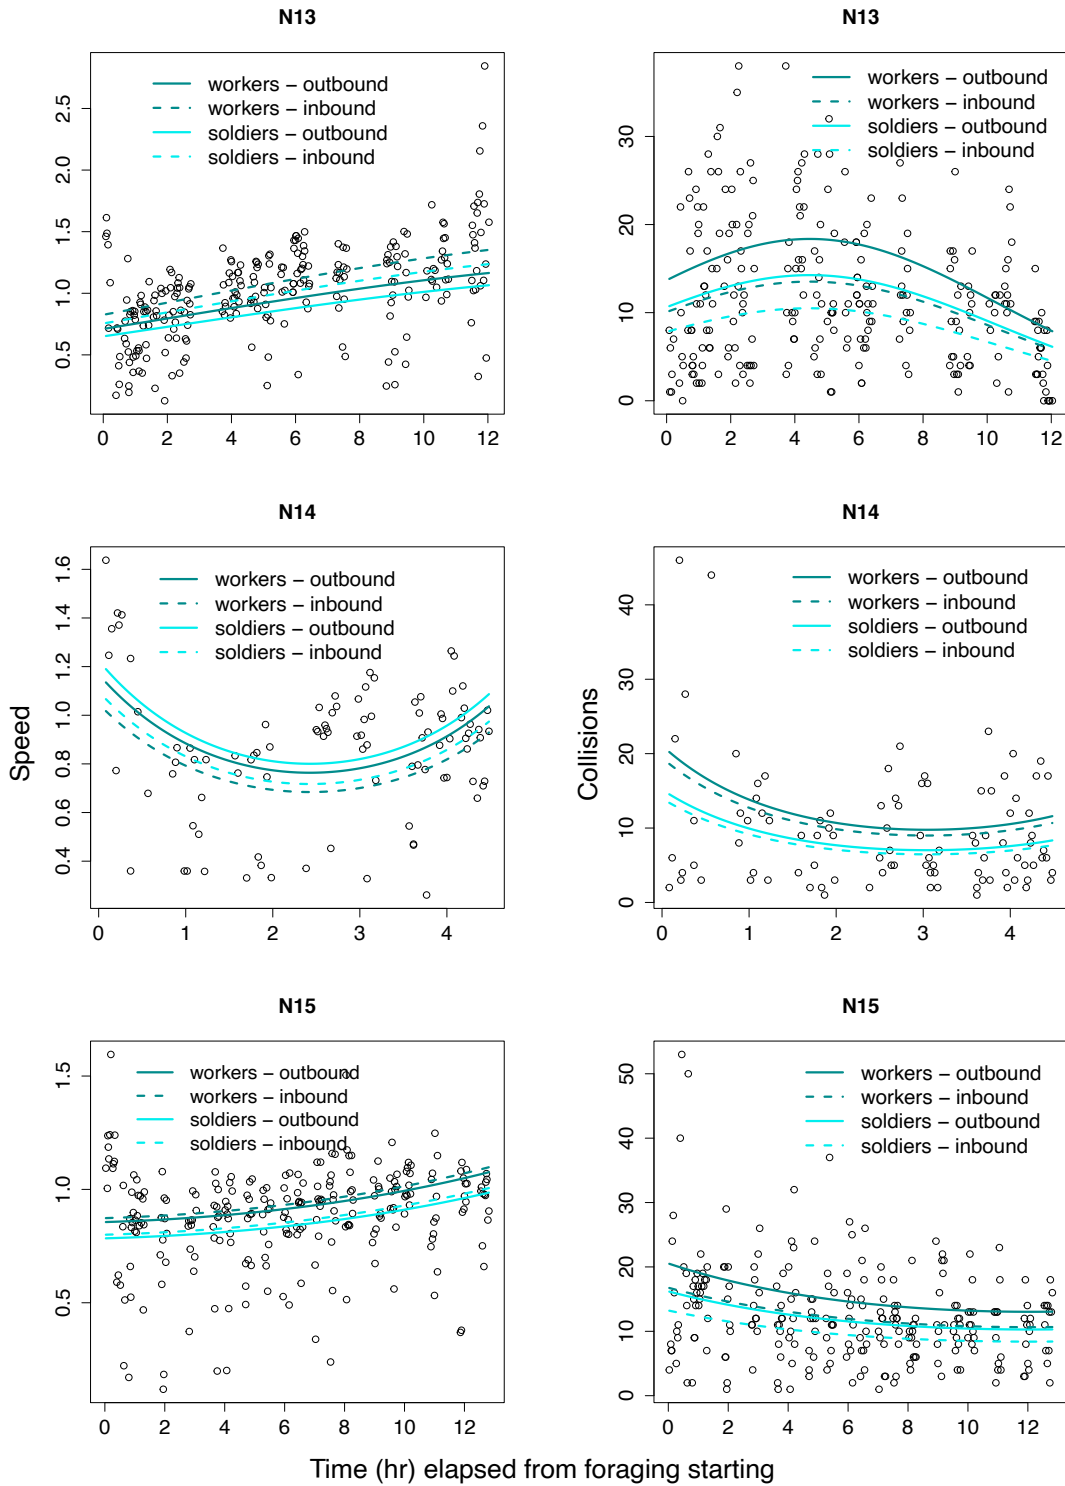 N13
N13
workers – outbound
workers – inbound
soldiers – outbound
soldiers – inbound
0.5 1.0 1.5 2.0 2.5
0 2 4 6 8 10 12
workers – outbound
workers – inbound
soldiers – outbound
soldiers – inbound
0 10 20 30
0 2 4 6 8 10 12
N14
N14
Speed
workers – outbound
workers – inbound
soldiers – outbound
soldiers – inbound
0.4 0.6 0.8 1.0 1.2 1.4 1.6
0 1 2 3 4
Collisions
workers – outbound
workers – inbound
soldiers – outbound
soldiers – inbound
0 10 20 30 40
0 1 2 3 4
N15
N15
workers – outbound
workers – inbound
soldiers – outbound
soldiers – inbound
0.5 1.0 1.5
0 2 4 6 8 10 12
workers – outbound
workers – inbound
soldiers – outbound
soldiers – inbound
0 10 20 30 40 50
0 2 4 6 8 10 12
Time (hr) elapsed from foraging starting